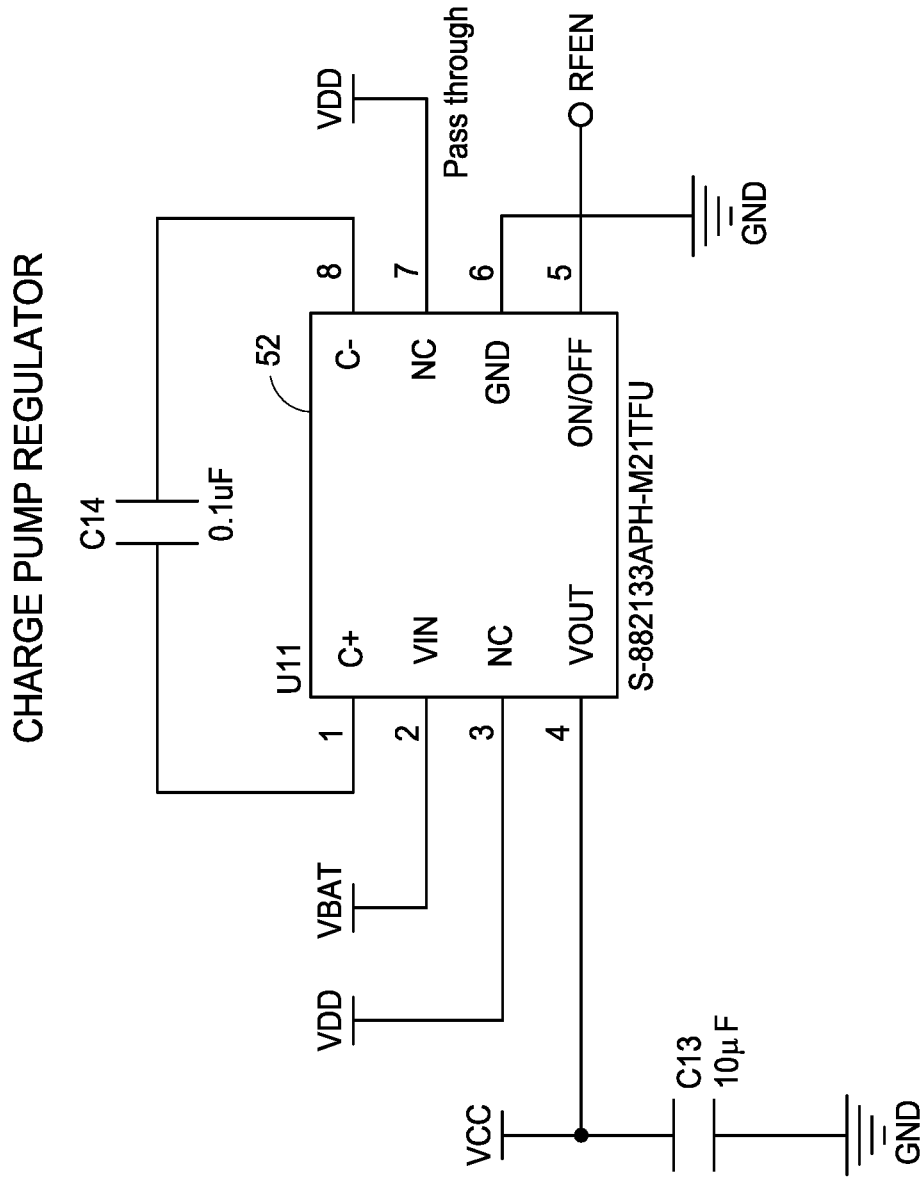 CHARGE PUMP REGULATOR
C14
0.1uF
52
U11
VDD
VBAT
VDD
VCC
1
C+
C-
8
2
VIN
NC
7
Pass through
3
NC
GND
6
4
VOUT
ON/OFF
5
RFEN
S-882133APH-M21TFU
C13
10μF
GND
GND